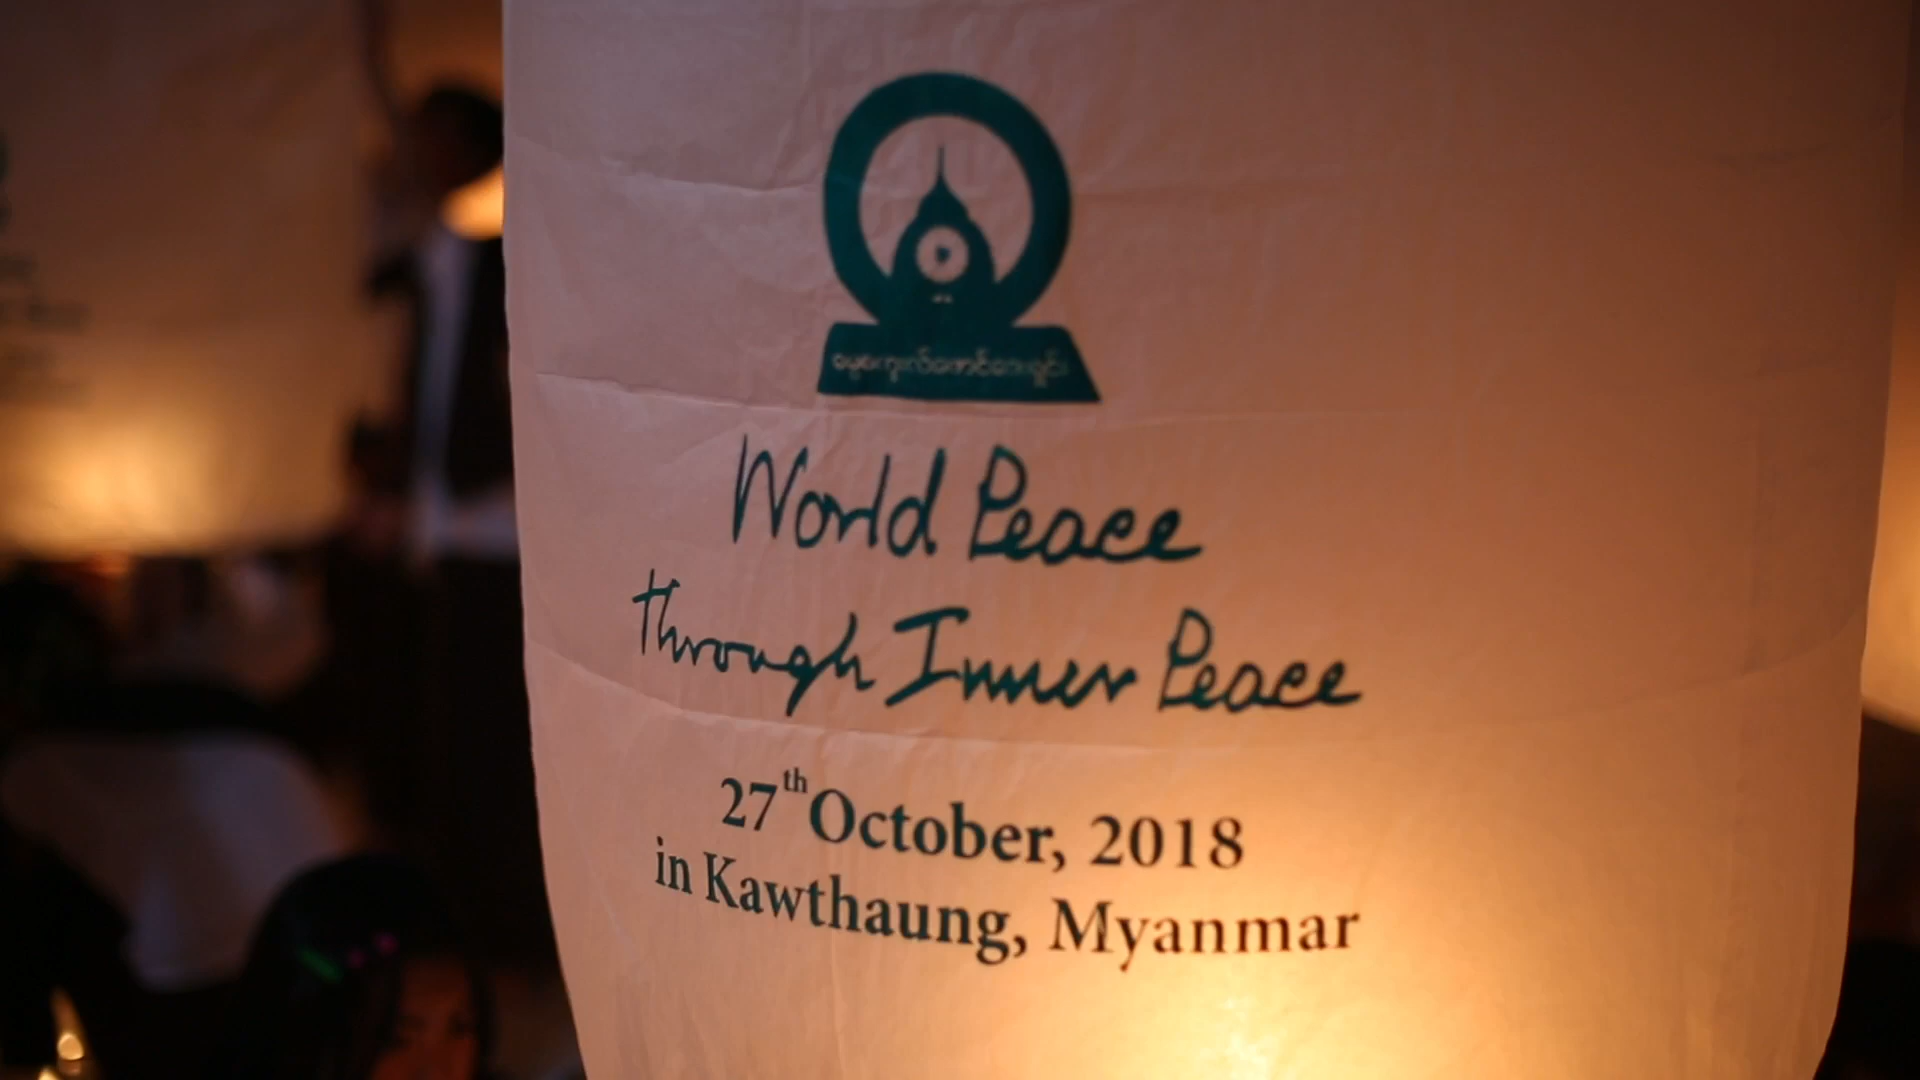 World Peace
through Inner Peace
27th October, 2018
in Kawthaung, Myanmar